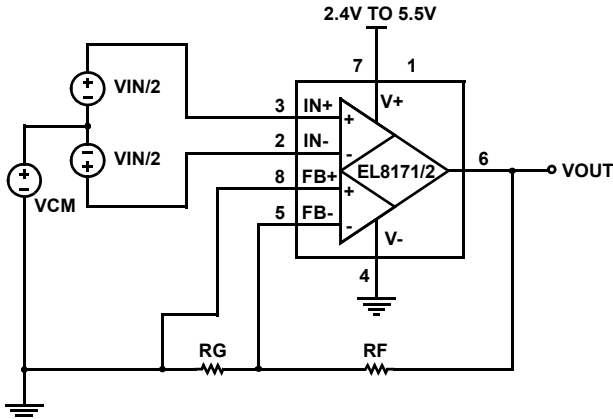 2.4V TO 5.5V
7 1
VIN/2
V+
3 IN+
+
-
+
2 IN-
-
EL8171/2
6
VOUT
VIN/2
-
+
8 FB+
+
VCM
+
-
5 FB-
-
V-
4
RG
RF